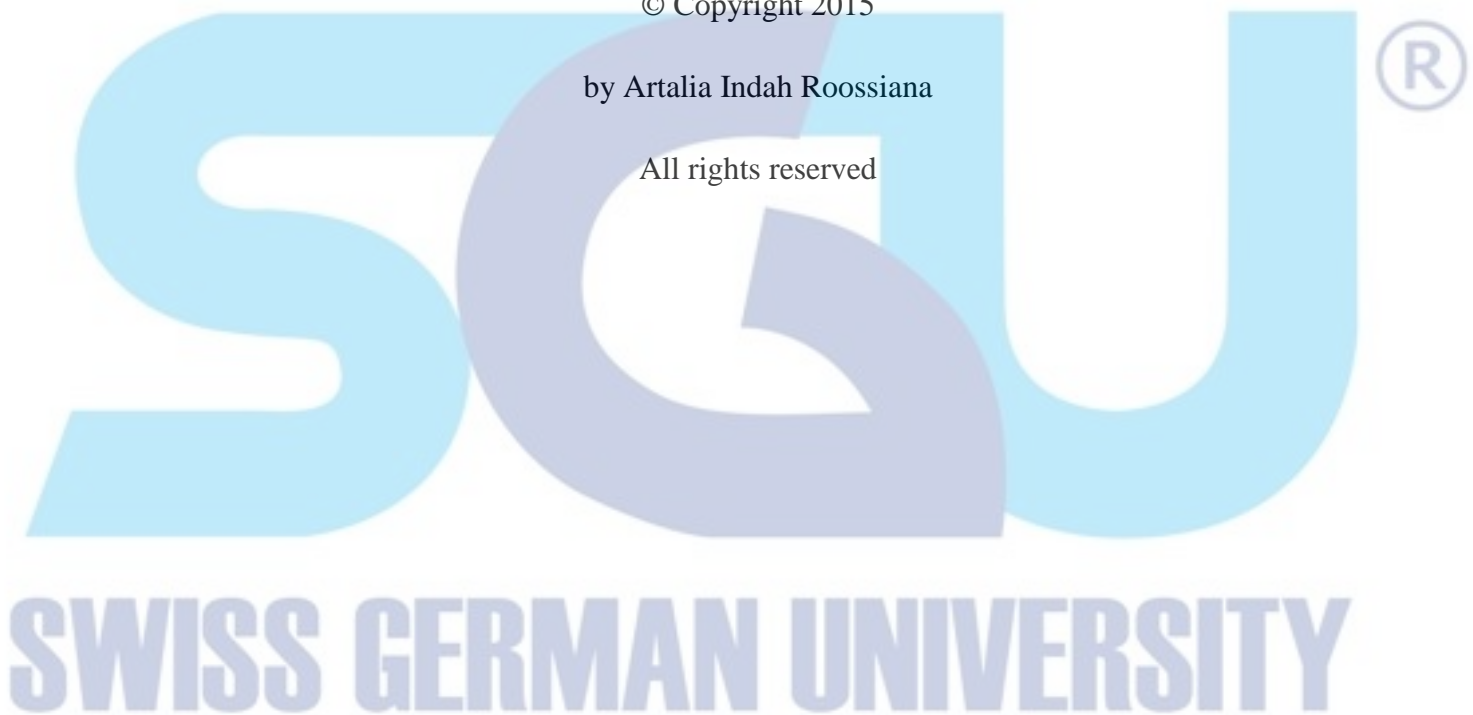 © Copyright 2015
by Artalia Indah Roossiana
All rights reserved
SGU ®
SWISS GERMAN UNIVERSITY